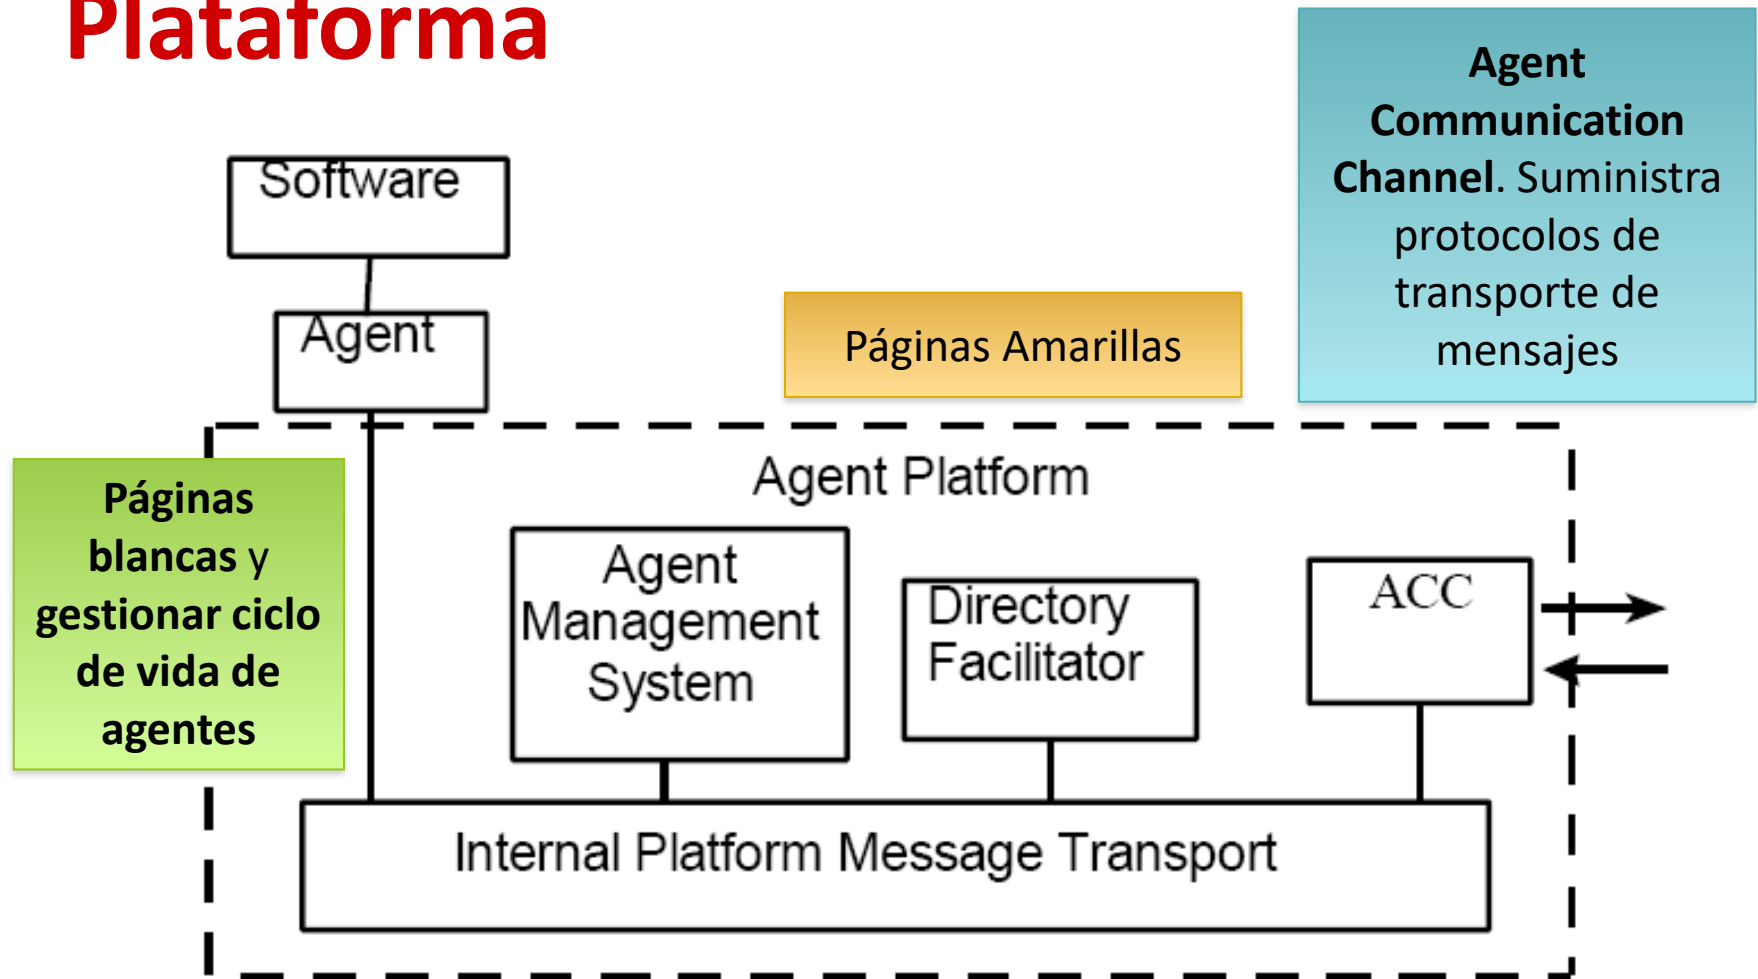 Plataforma
Agent
Communication
Channel. Suministra
protocolos de
transporte de
mensajes
Software
Agent
Páginas Amarillas
Agent Platform
Páginas
blancas y
gestionar ciclo
de vida de
agentes
Agent
Management
System
Directory
Facilitator
ACC
Internal Platform Message Transport